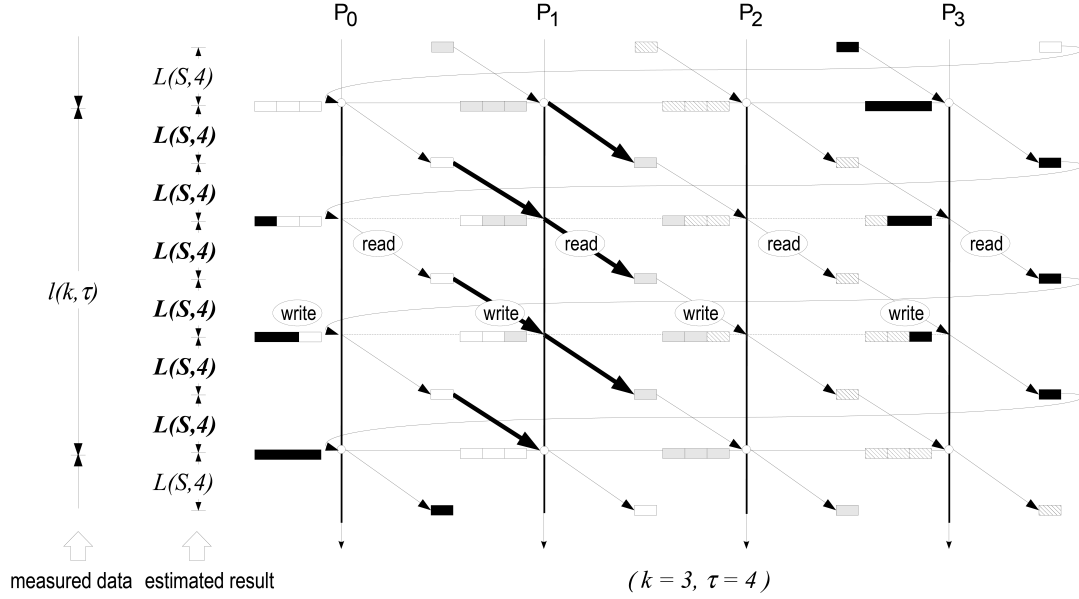 P0 P1 P2 P3
L(S,4)
L(S,4)
L(S,4)
read read read read
L(S,4)
l(k,τ)
write write write write
L(S,4)
L(S,4)
L(S,4)
L(S,4)
measured data estimated result ( k = 3, τ = 4 )